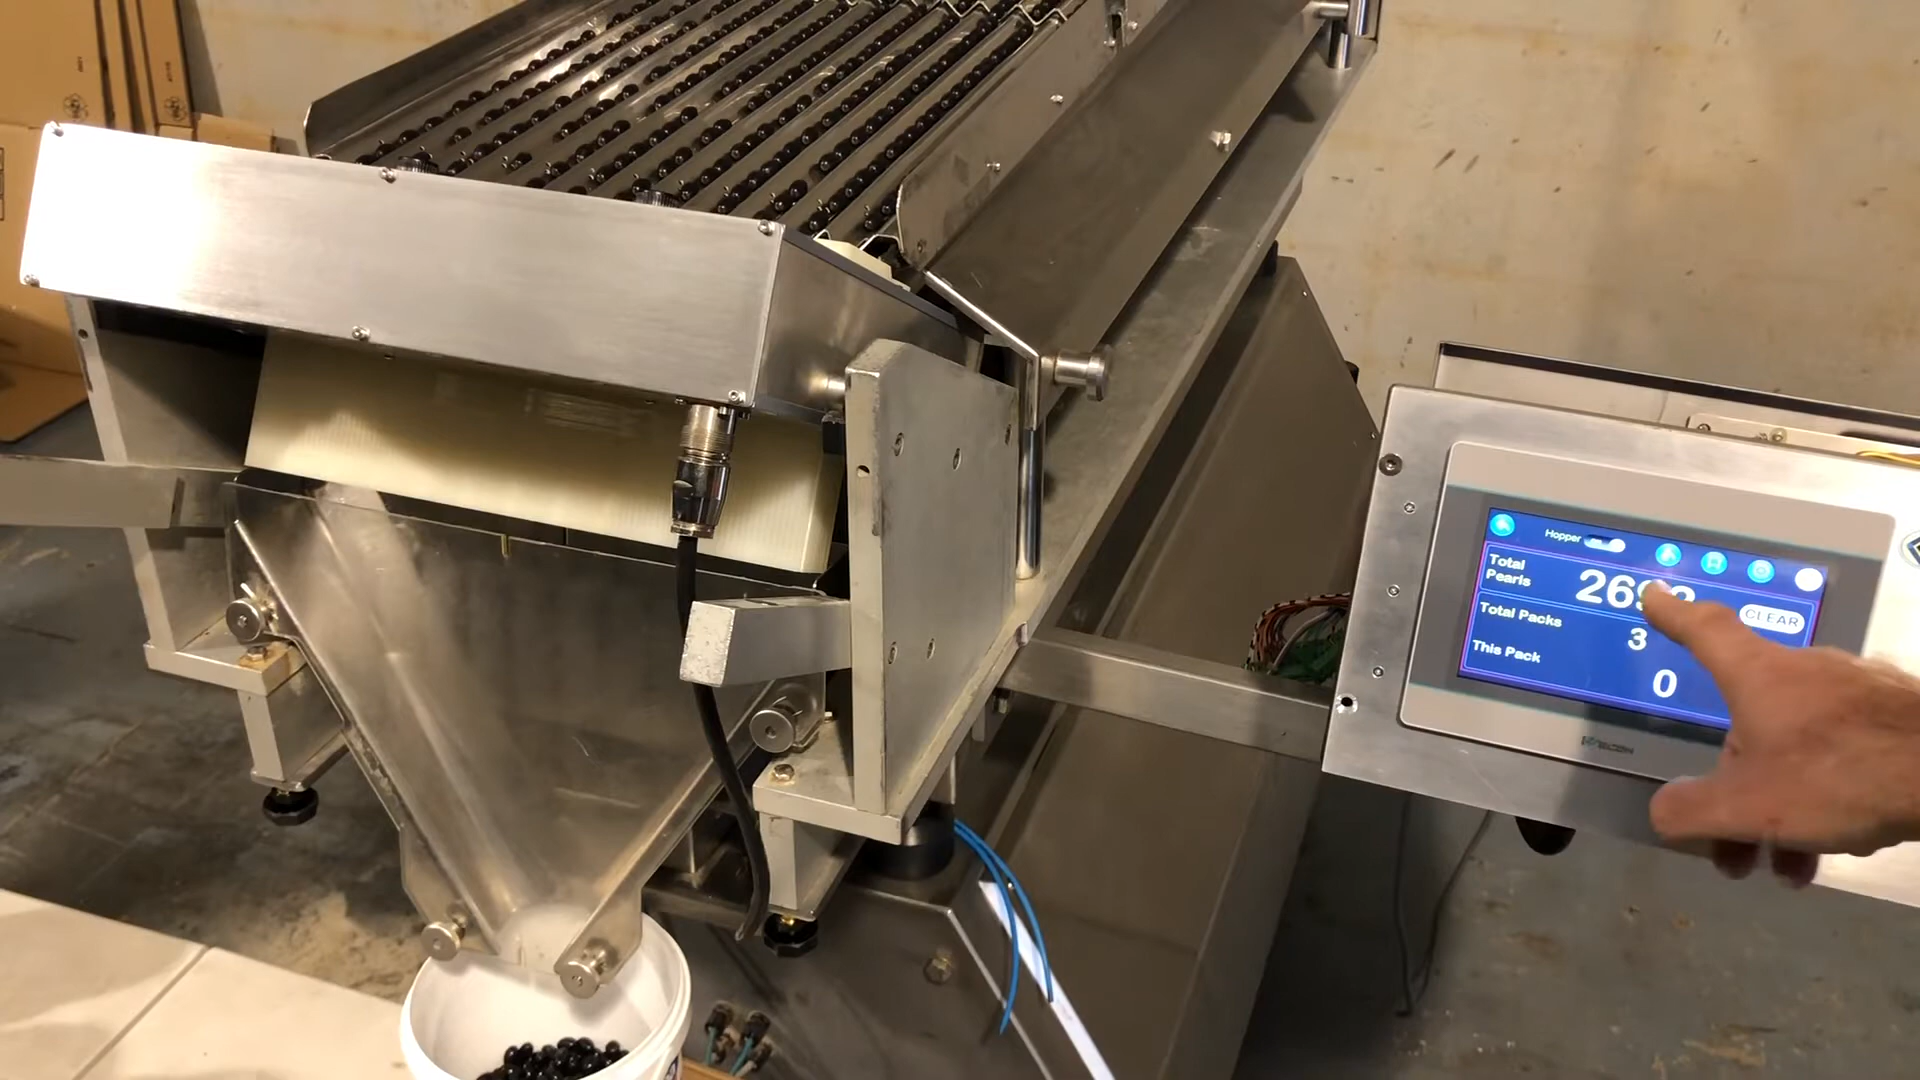 Hopper
Total
Pearls
Total Packs
3
CLEAR
This Pack
0